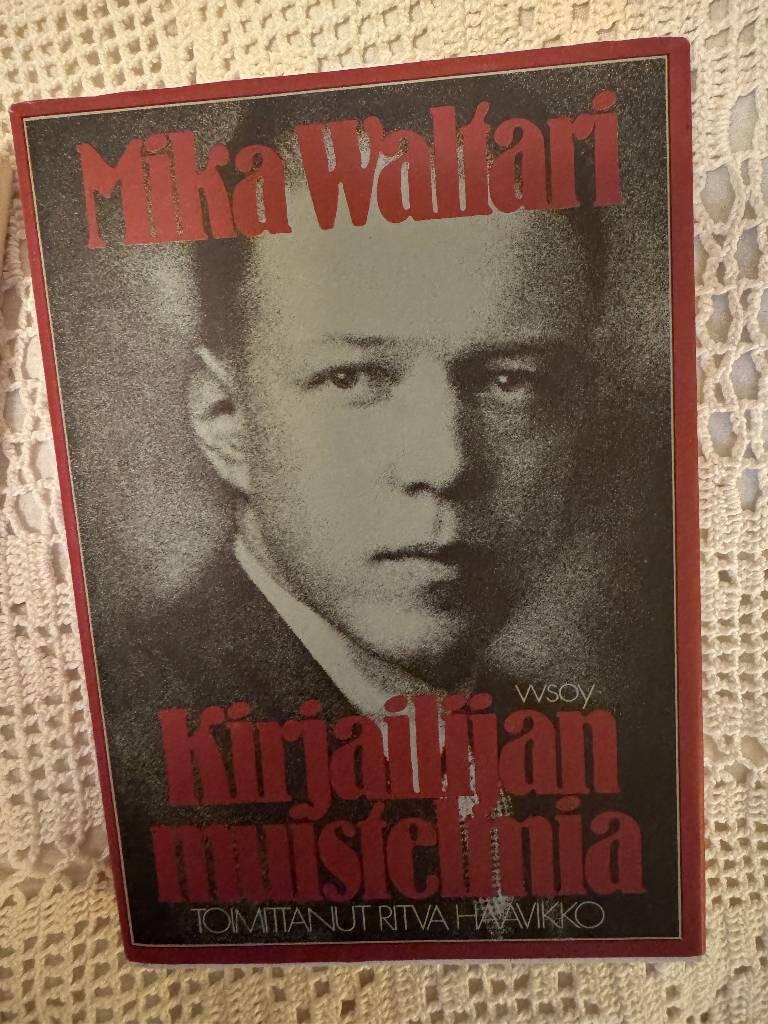 Mika Waltari
WSOY
Kirjailijan
muistelmia
TOIMITTANUT RITVA HAAVIKKO